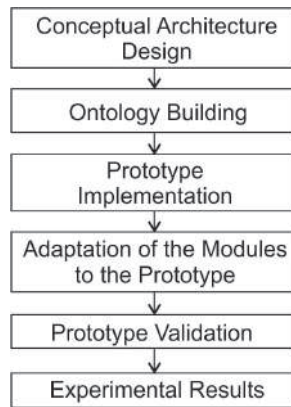 Conceptual Architecture
Design
Ontology Building
Prototype
Implementation
Adaptation of the Modules
to the Prototype
Prototype Validation
Experimental Results